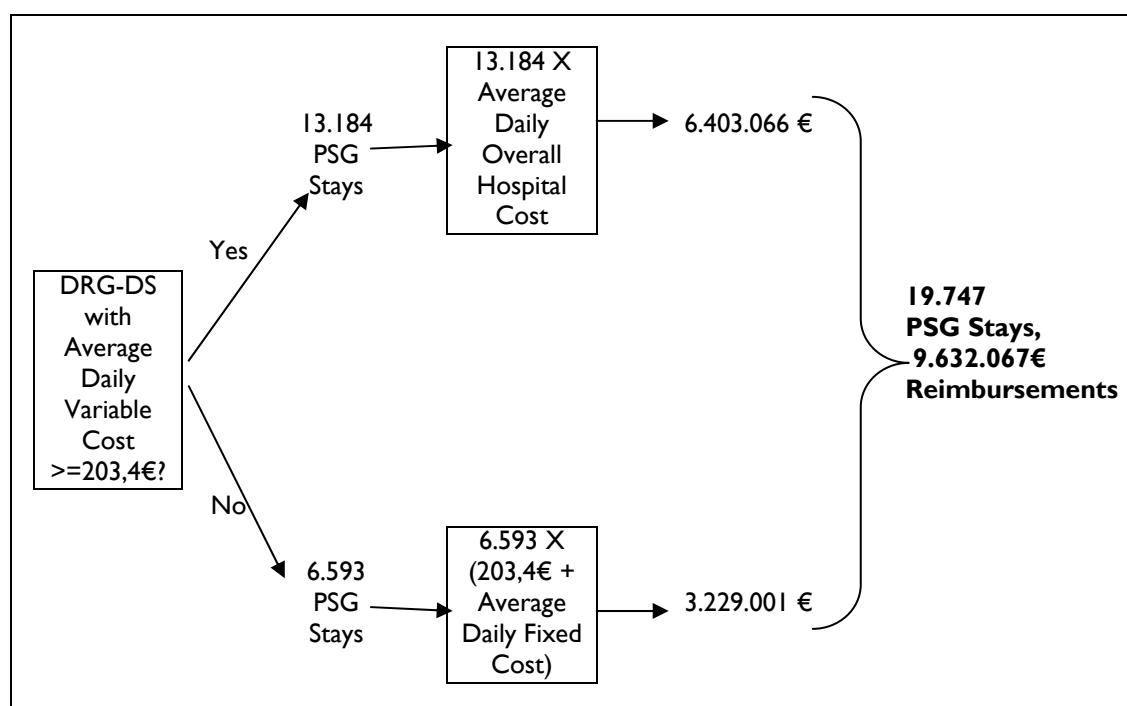 DRG-DS
with
Average
Daily
Variable
Cost
>=203,4€?
Yes
13.184
PSG
Stays
13.184 X
Average
Daily
Overall
Hospital
Cost
6.403.066 €
No
6.593
PSG
Stays
6.593 X
(203,4€ +
Average
Daily Fixed
Cost)
3.229.001 €
19.747
PSG Stays,
9.632.067€
Reimbursements